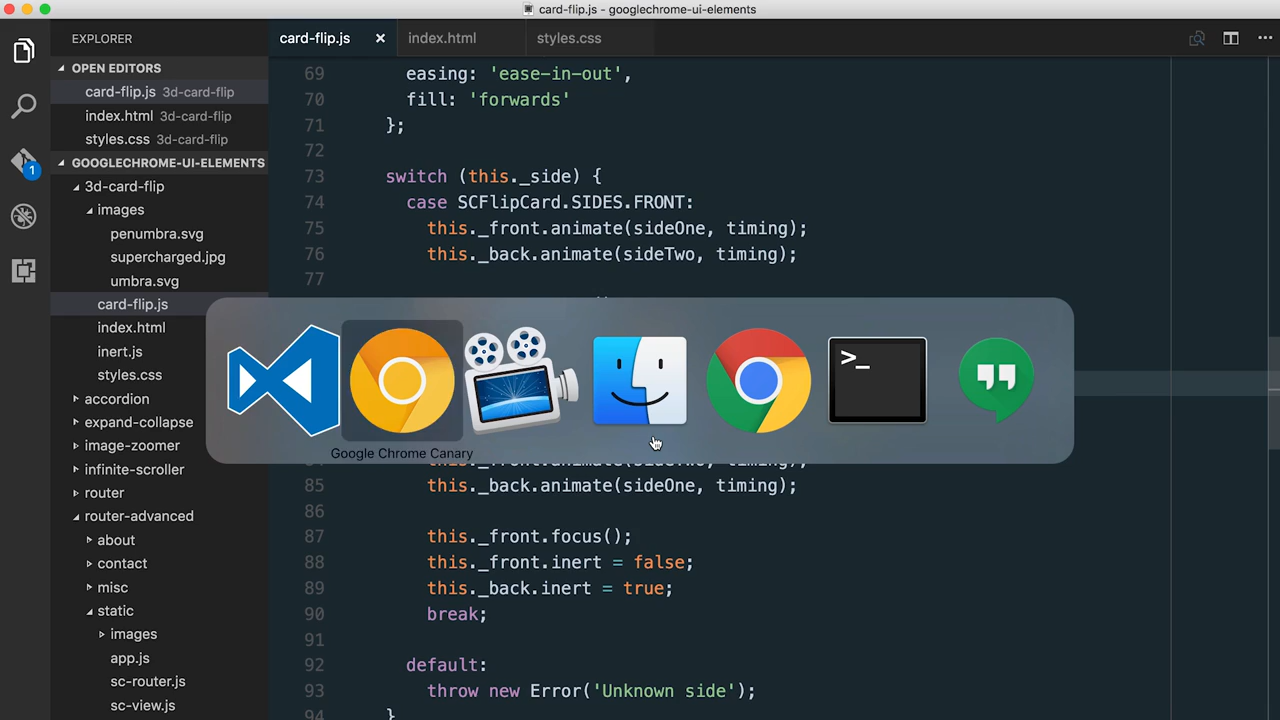 card-flip.js - googlechrome-ui-elements
EXPLORER
OPEN EDITORS
card-flip.js 3d-card-flip
index.html 3d-card-flip
styles.css 3d-card-flip
GOOGLECHROME-UI-ELEMENTS
3d-card-flip
images
penumbra.svg
supercharged.jpg
umbra.svg
card-flip.js
index.html
inert.js
styles.css
accordion
expand-collapse
image-zoomer
infinite-scroller
router
router-advanced
about
contact
misc
static
images
app.js
sc-router.js
sc-view.js
1
card-flip.js × index.html styles.css
69 easing: 'ease-in-out',
70 fill: 'forwards'
71 };
72
73 switch (this._side) {
74 case SCFlipCard.SIDES.FRONT:
75 this._front.animate(sideOne, timing);
76 this._back.animate(sideTwo, timing);
77
>_
Google Chrome Canary
84 this._front.animate(sideTwo, timing);
85 this._back.animate(sideOne, timing);
86
87 this._front.focus();
88 this._front.inert = false;
89 this._back.inert = true;
90 break;
91
92 default:
93 throw new Error('Unknown side');
94 }